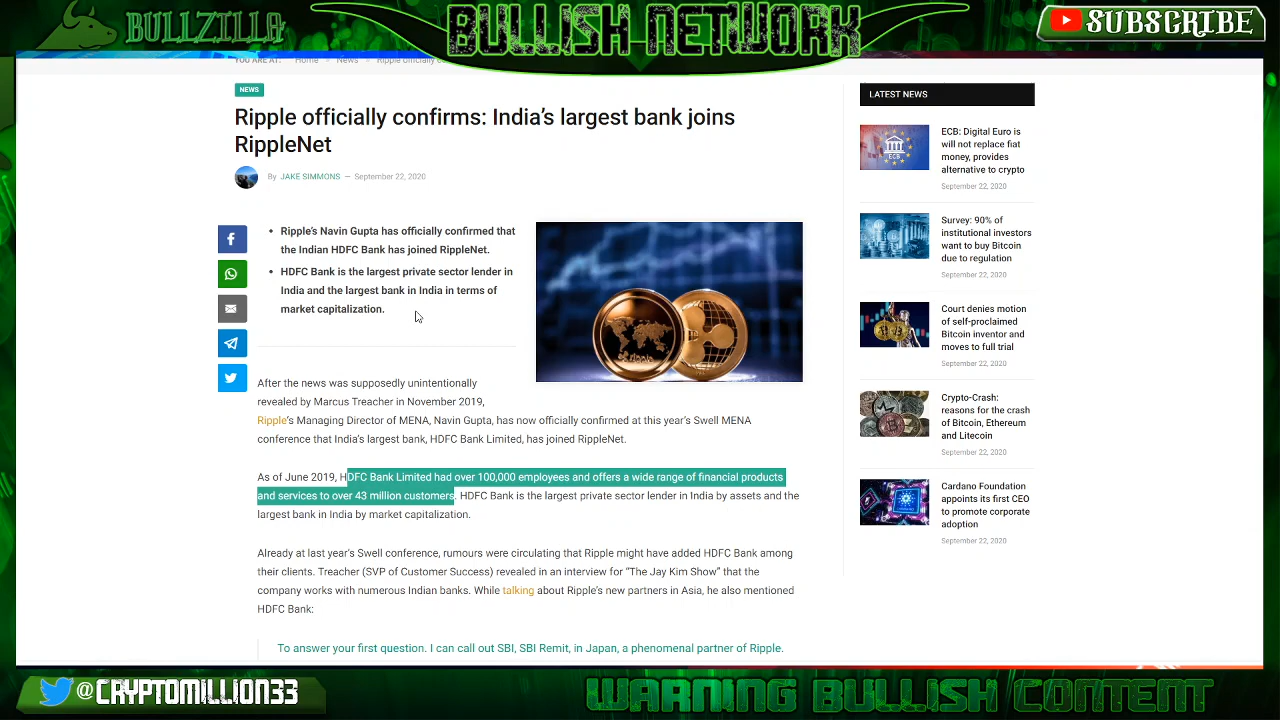 BULLZILLA
BULLISH NETWORK
SUBSCRIBE
YOU ARE AT: Home » News » Ripple officially co
NEWS
Ripple officially confirms: India's largest bank joins
RippleNet
By JAKE SIMMONS — September 22, 2020
• Ripple's Navin Gupta has officially confirmed that
the Indian HDFC Bank has joined RippleNet.
• HDFC Bank is the largest private sector lender in
India and the largest bank in India in terms of
market capitalization.
After the news was supposedly unintentionally
revealed by Marcus Treacher in November 2019,
Ripple's Managing Director of MENA, Navin Gupta, has now officially confirmed at this year's Swell MENA
conference that India's largest bank, HDFC Bank Limited, has joined RippleNet.
As of June 2019, HDFC Bank Limited had over 100,000 employees and offers a wide range of financial products
and services to over 43 million customers. HDFC Bank is the largest private sector lender in India by assets and the
largest bank in India by market capitalization.
Already at last year's Swell conference, rumours were circulating that Ripple might have added HDFC Bank among
their clients. Treacher (SVP of Customer Success) revealed in an interview for "The Jay Kim Show" that the
company works with numerous Indian banks. While talking about Ripple's new partners in Asia, he also mentioned
HDFC Bank:
To answer your first question. I can call out SBI, SBI Remit, in Japan, a phenomenal partner of Ripple.
LATEST NEWS
ECB: Digital Euro is
will not replace fiat
money, provides
alternative to crypto
September 22, 2020
Survey: 90% of
institutional investors
want to buy Bitcoin
due to regulation
September 22, 2020
Court denies motion
of self-proclaimed
Bitcoin inventor and
moves to full trial
September 22, 2020
Crypto-Crash:
reasons for the crash
of Bitcoin, Ethereum
and Litecoin
September 22, 2020
Cardano Foundation
appoints its first CEO
to promote corporate
adoption
September 22, 2020
@CRYPTOMILLION33
WARNING BULLISH CONTENT